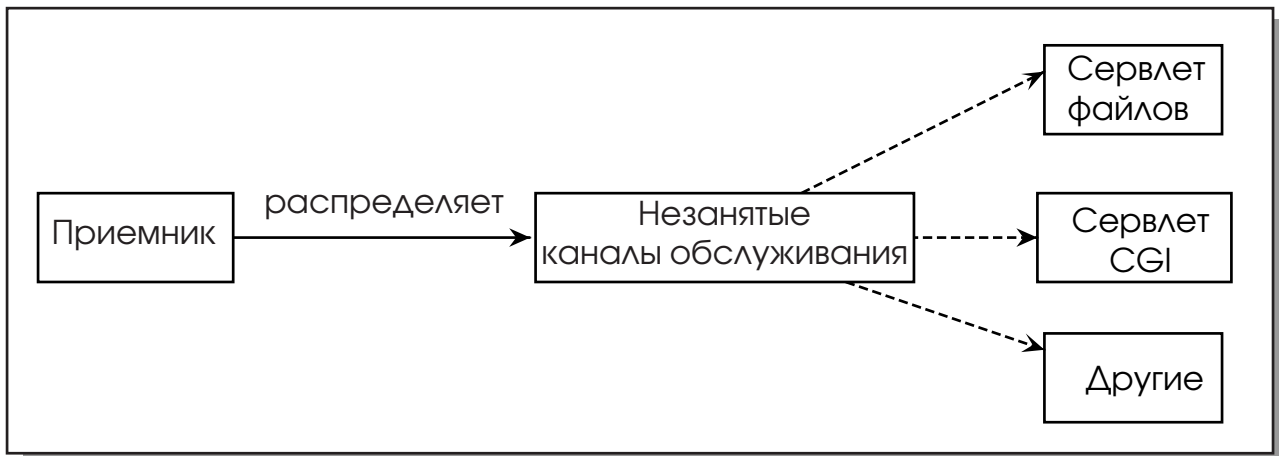 Приемник
распределяет
Незанятые
каналы обслуживания
Сервлет
файлов
Сервлет
CGI
Другие